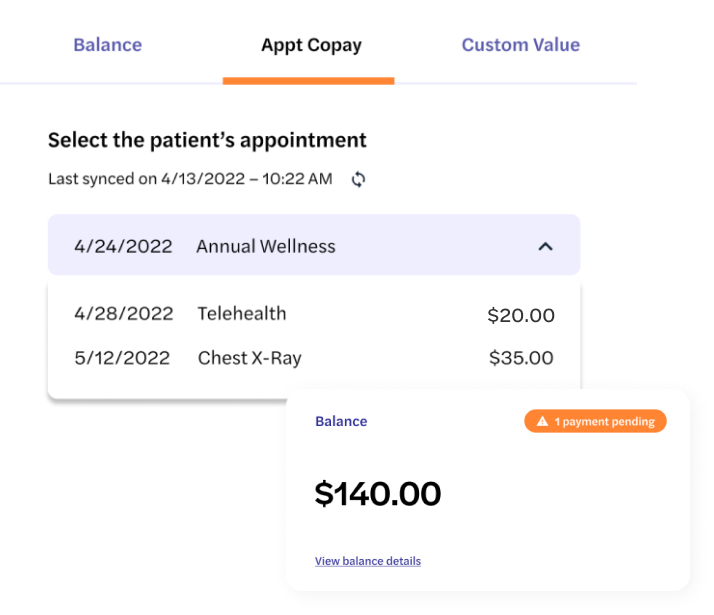 Balance Appt Copay Custom Value
Select the patient’s appointment
Last synced on 4/13/2022 – 10:22 AM
4/24/2022 Annual Wellness
4/28/2022 Telehealth $20.00
5/12/2022 Chest X-Ray $35.00
Balance 1 payment pending
$140.00
View balance details